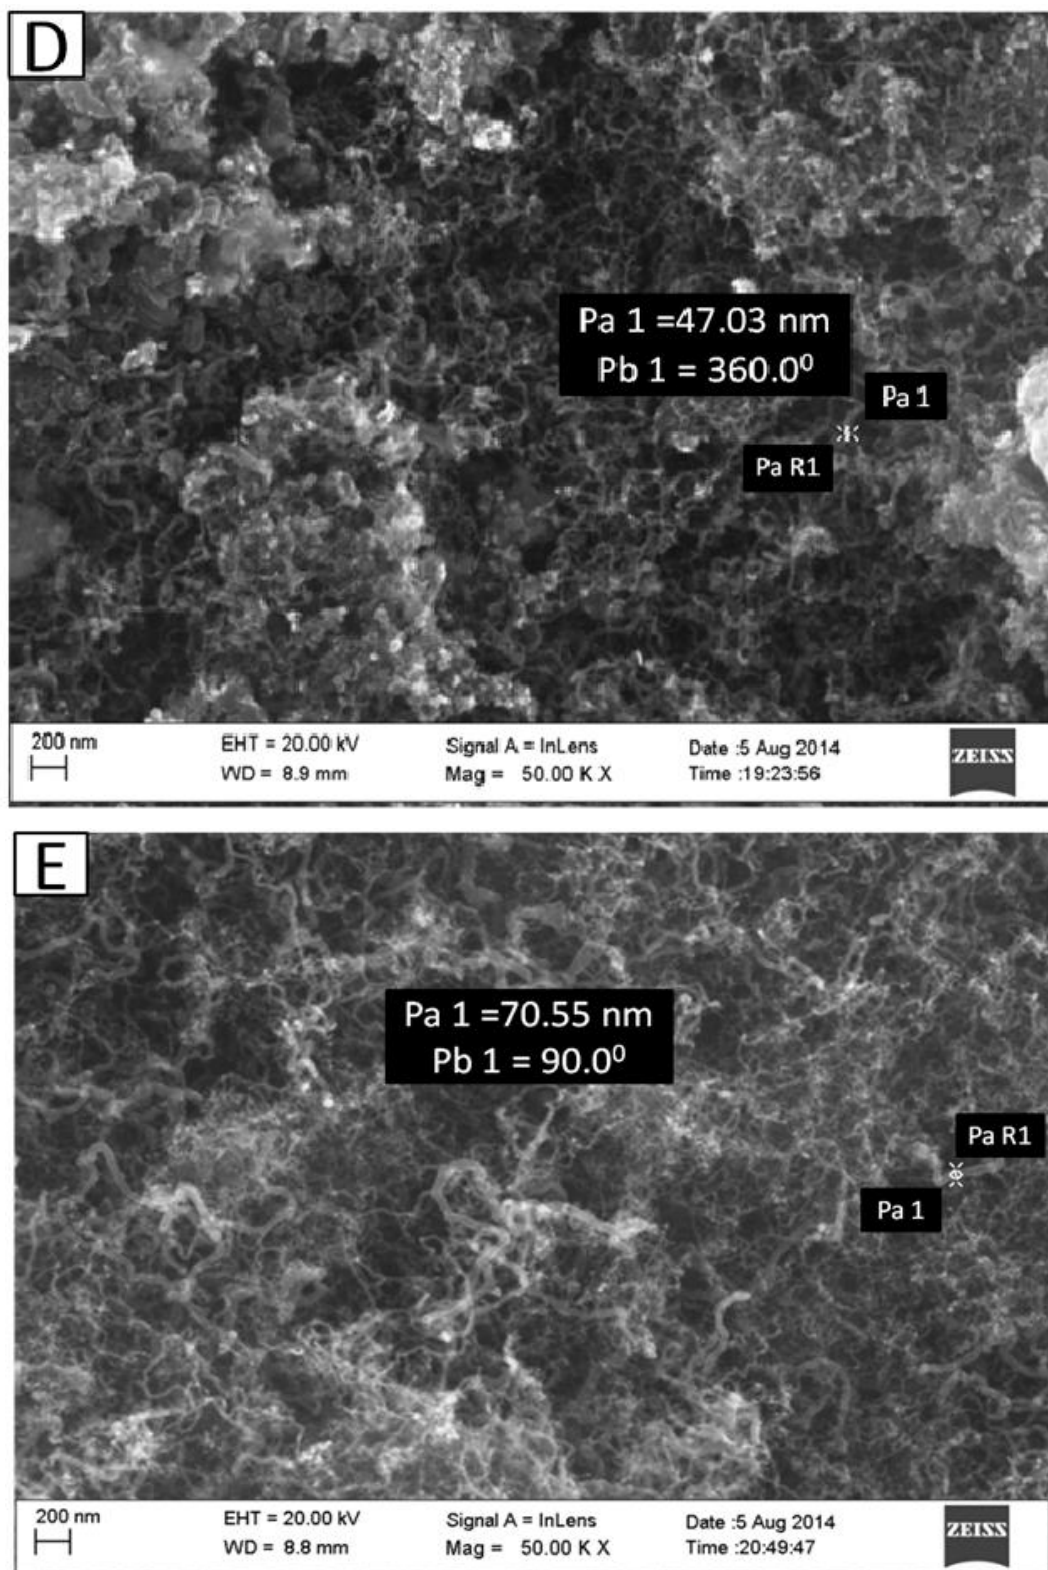 D
Pa 1 =47.03 nm
Pb 1 = 360.0⁰
Pa 1
Pa R1
200 nm
EHT = 20.00 kV
Signal A = InLens
Date :5 Aug 2014
WD = 8.9 mm
Mag = 50.00 K X
Time :19:23:56
ZEISS
E
Pa 1 =70.55 nm
Pb 1 = 90.0⁰
Pa R1
Pa 1
200 nm
EHT = 20.00 kV
Signal A = InLens
Date :5 Aug 2014
WD = 8.8 mm
Mag = 50.00 K X
Time :20:49:47
ZEISS